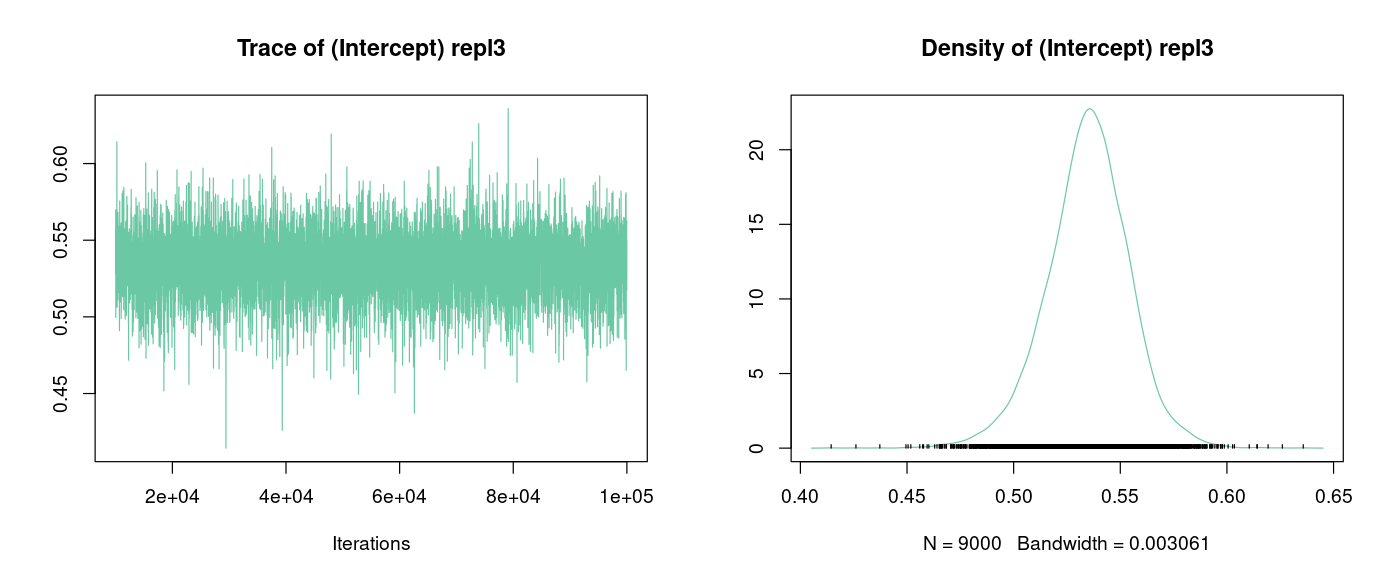 Trace of (Intercept) repl3
0.60
0.55
0.50
0.45
2e+04 4e+04 6e+04 8e+04 1e+05
Iterations
Density of (Intercept) repl3
20
15
10
5
0
0.40 0.45 0.50 0.55 0.60 0.65
N = 9000 Bandwidth = 0.003061